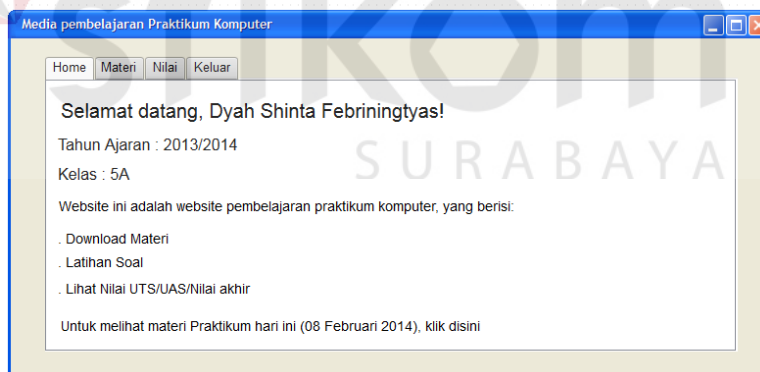 stikom
Media pembelajaran Praktikum Komputer
Home Materi Nilai Keluar
Selamat datang, Dyah Shinta Febriningtyas!
Tahun Ajaran : 2013/2014
SURABAYA
Kelas : 5A
Website ini adalah website pembelajaran praktikum komputer, yang berisi:
. Download Materi
. Latihan Soal
. Lihat Nilai UTS/UAS/Nilai akhir
Untuk melihat materi Praktikum hari ini (08 Februari 2014), klik disini